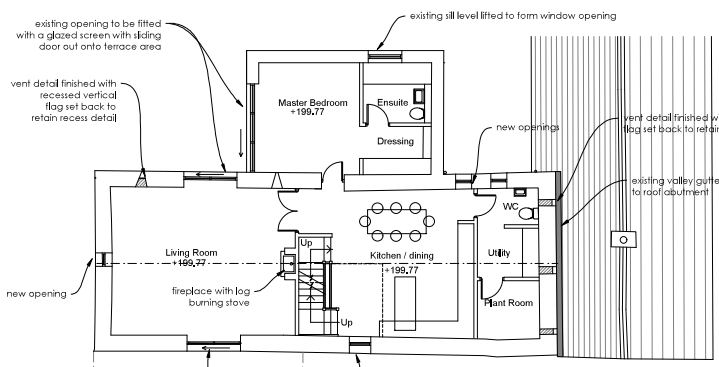 existing opening to be fitted
with a glazed screen with sliding
door out onto terrace area
existing sill level lifted to form window opening
vent detail finished with
recessed vertical
flag set back to
retain recess detail
Master Bedroom
+199.77
Ensuite
Dressing
new openings
vent detail finished w
flag set back to retai
existing valley gutte
to roof abutment
WC
Up
Living Room
+199.77
Kitchen / dining
+199.77
Utility
new opening
fireplace with log
burning stove
Plant Room
Up